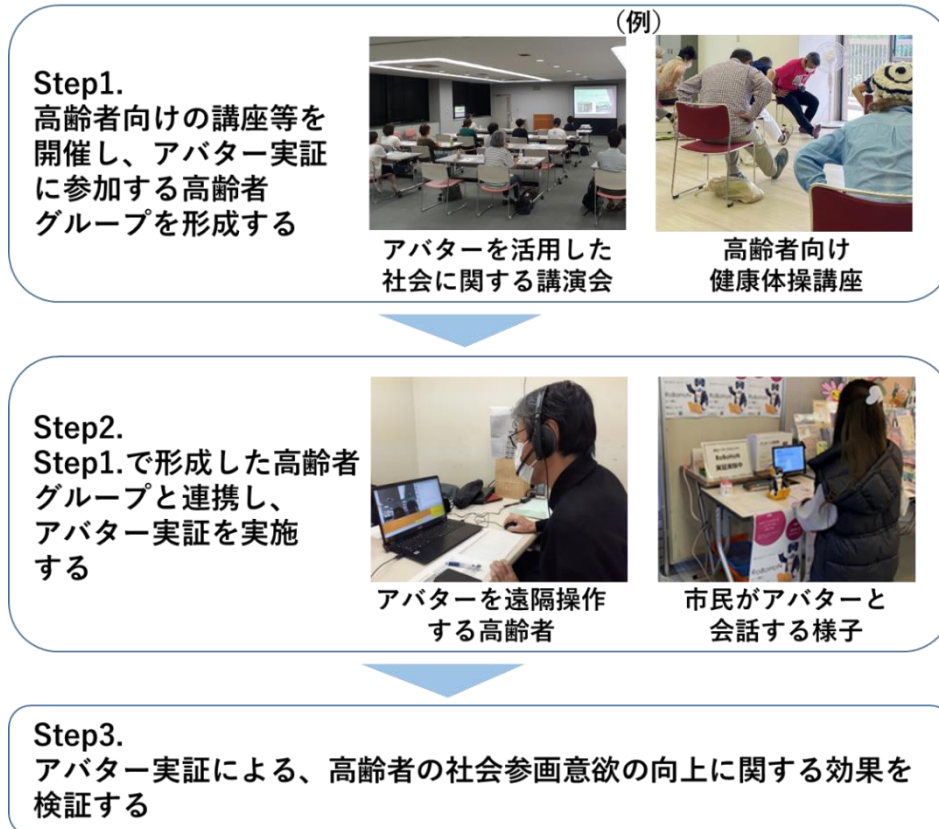 (例)
Step1.
高齢者向けの講座等を
開催し、アバター実証
に参加する高齢者
グループを形成する
アバターを活用した
社会に関する講演会
高齢者向け
健康体操講座
Step2.
Step1.で形成した高齢者
グループと連携し、
アバター実証を実施
する
RoBoHoN
実証実験中
アバターを遠隔操作
する高齢者
市民がアバターと
会話する様子
Step3.
アバター実証による、高齢者の社会参画意欲の向上に関する効果を
検証する